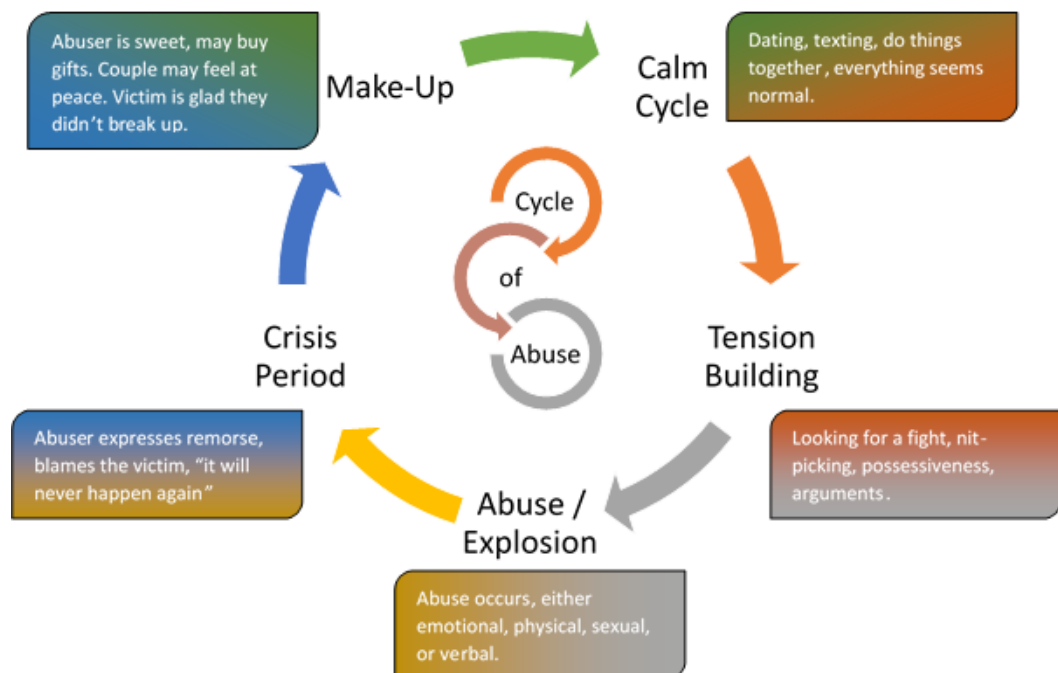 Abuser is sweet, may buy
gifts. Couple may feel at
peace. Victim is glad they
didn't break up.
Make-Up
Calm
Cycle
Dating, texting, do things
together, everything seems
normal.
Cycle
of
Abuse
Crisis
Period
Abuser expresses remorse,
blames the victim, "it will
never happen again"
Tension
Building
Looking for a fight, nit-
picking, possessiveness,
arguments.
Abuse /
Explosion
Abuse occurs, either
emotional, physical, sexual,
or verbal.